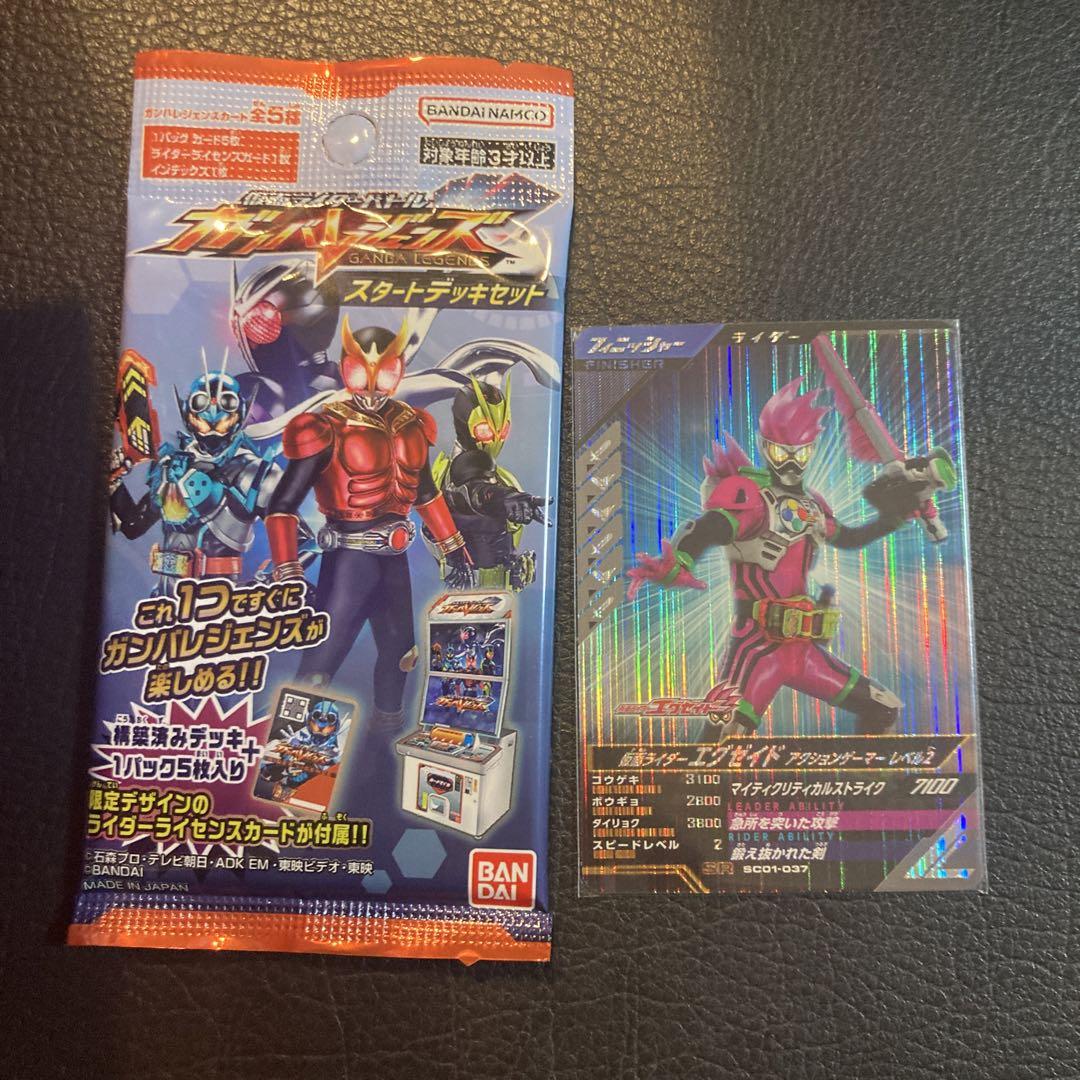 ガンバレジェンズカード 全5種
1パック カード5枚
ライダーライセンスカード1枚
インデックス1枚
BANDAI NAMCO
対象年齢3才以上
仮面ライダーバトル
ガンバレジェンズ
GANBA LEGENDS
TM
スタートデッキセット
これ1つですぐに
ガンバレジェンズが
楽しめる!!
構築済みデッキ+
1パック5枚入り
限定デザインの
ライダーライセンスカードが付属!!
©石森プロ・テレビ朝日・ADK EM・東映ビデオ・東映
©BANDAI
MADE IN JAPAN
BAN
DAI
フィニッシャー
FINISHER
ライダー
仮面ライダーエグゼイド
仮面ライダーエグゼイド アクションゲーマー レベル2
コウゲキ 3100
ボウギョ 2800
タイリョク 3800
スピードレベル 2
マイティクリティカルストライク 7100
LEADER ABILITY
急所を突いた攻撃
RIDER ABILITY
鍛え抜かれた剣
SR SC01-037